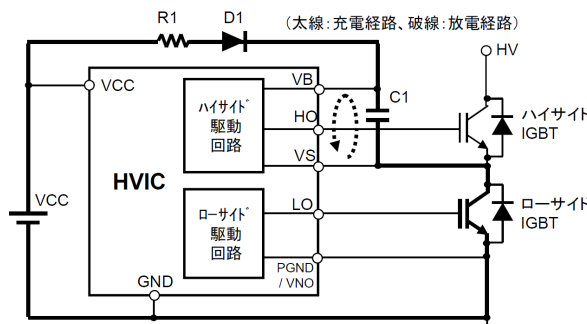 R1
D1
(太線:充電経路、破線:放電経路)
HV
VCC
VB
C1
ハイサイド
駆動
回路
HO
ハイサイド
IGBT
VS
HVIC
VCC
ローサイド
駆動
回路
LO
ローサイド
IGBT
PGND
/ VNO
GND